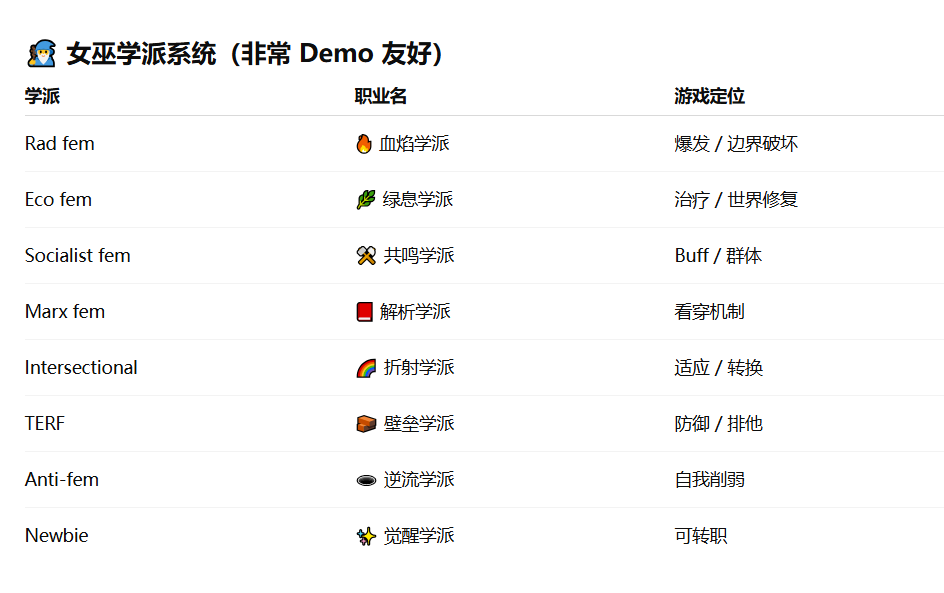 🧙‍♀️ 女巫学派系统（非常 Demo 友好）
学派 职业名 游戏定位
Rad fem 🔥 血焰学派 爆发 / 边界破坏
Eco fem 🌿 绿息学派 治疗 / 世界修复
Socialist fem ⚒️ 共鸣学派 Buff / 群体
Marx fem 📕 解析学派 看穿机制
Intersectional 🌈 折射学派 适应 / 转换
TERF 🧱 壁垒学派 防御 / 排他
Anti-fem 🕳️ 逆流学派 自我削弱
Newbie ✨ 觉醒学派 可转职